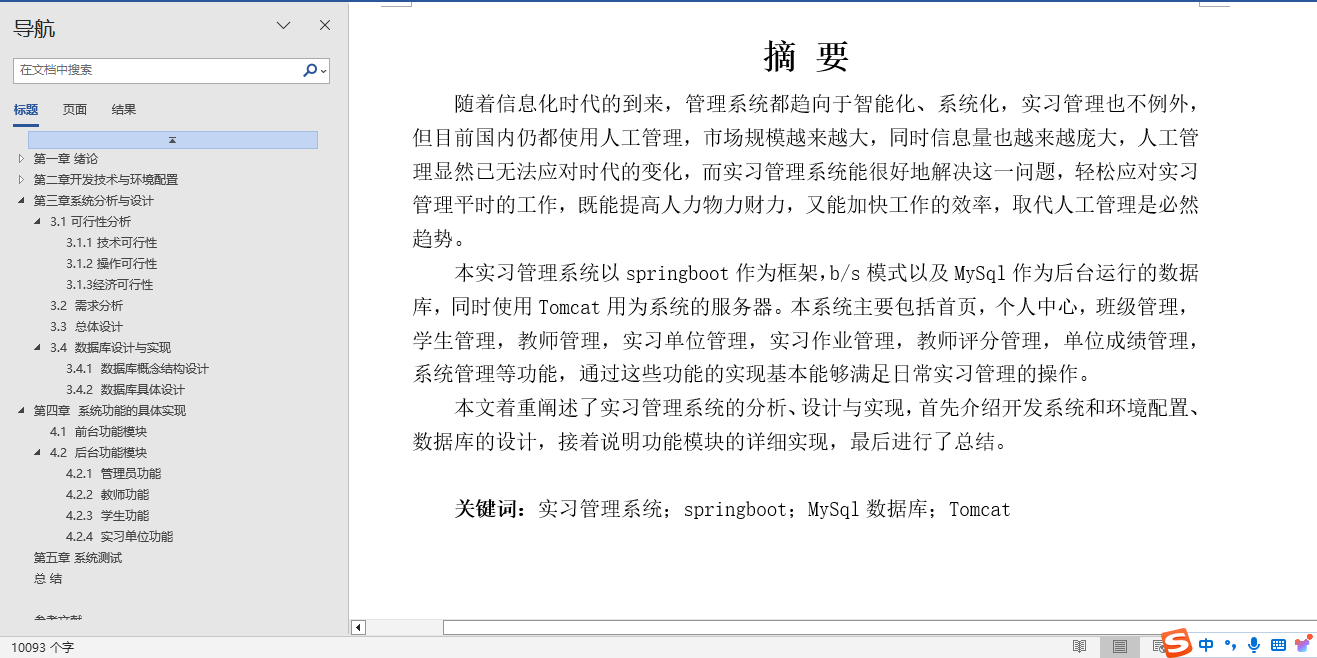 导航
在文档中搜索
标题 页面 结果
第一章 绪论
第二章开发技术与环境配置
第三章系统分析与设计
3.1 可行性分析
3.1.1 技术可行性
3.1.2 操作可行性
3.1.3经济可行性
3.2 需求分析
3.3 总体设计
3.4 数据库设计与实现
3.4.1 数据库概念结构设计
3.4.2 数据库具体设计
第四章 系统功能的具体实现
4.1 前台功能模块
4.2 后台功能模块
4.2.1 管理员功能
4.2.2 教师功能
4.2.3 学生功能
4.2.4 实习单位功能
第五章 系统测试
总 结
参考文献
10093 个字
摘 要
随着信息化时代的到来，管理系统都趋向于智能化、系统化，实习管理也不例外，
但目前国内仍都使用人工管理，市场规模越来越大，同时信息量也越来越庞大，人工管
理显然已无法应对时代的变化，而实习管理系统能很好地解决这一问题，轻松应对实习
管理平时的工作，既能提高人力物力财力，又能加快工作的效率，取代人工管理是必然
趋势。
本实习管理系统以 springboot 作为框架，b/s 模式以及 MySql 作为后台运行的数据
库，同时使用 Tomcat 用为系统的服务器。本系统主要包括首页，个人中心，班级管理，
学生管理，教师管理，实习单位管理，实习作业管理，教师评分管理，单位成绩管理，
系统管理等功能，通过这些功能的实现基本能够满足日常实习管理的操作。
本文着重阐述了实习管理系统的分析、设计与实现，首先介绍开发系统和环境配置、
数据库的设计，接着说明功能模块的详细实现，最后进行了总结。
关键词：实习管理系统；springboot；MySql 数据库；Tomcat
中